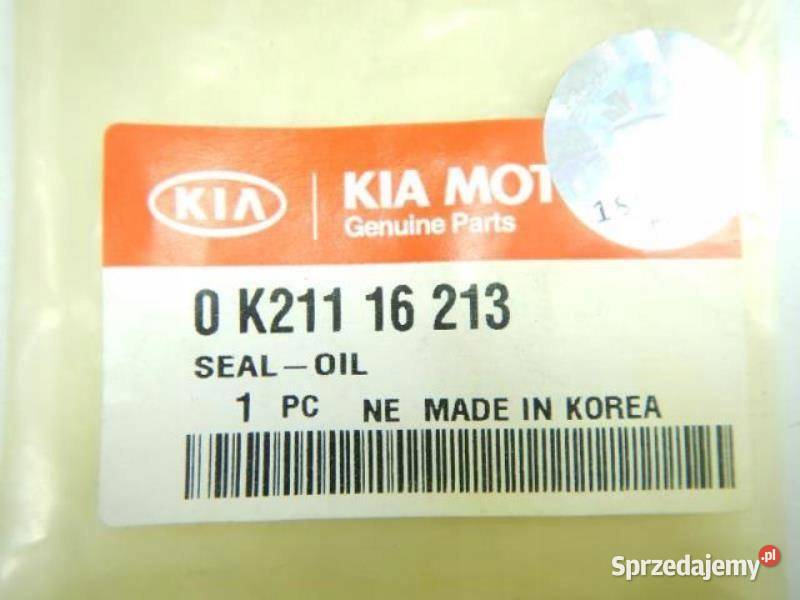 KIA
KIA MOT
Genuine Parts
0 K211 16 213
SEAL-OIL
1 PC NE MADE IN KOREA
Sprzedajemy.pl